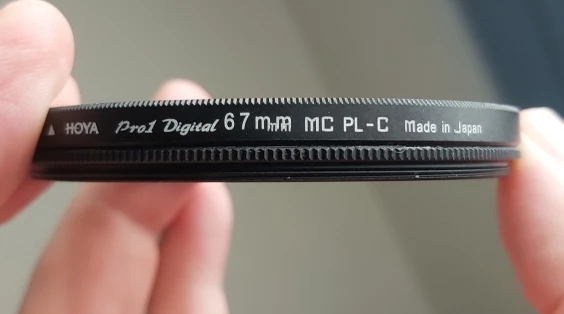 ▲ HOYA Pro1 Digital 67mm MC PL-C Made in Japan